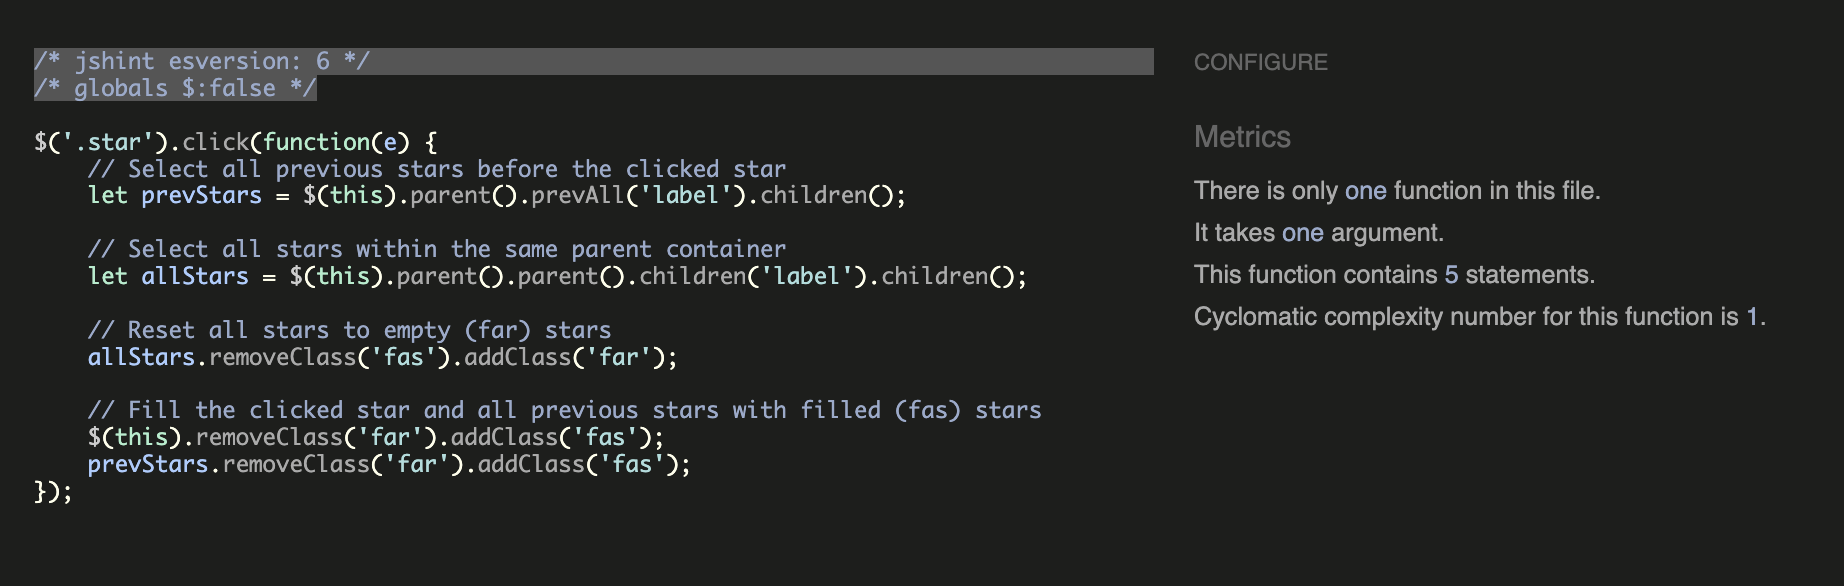 /* jshint esversion: 6 */
/* globals $:false */
$('.star').click(function(e) {
    // Select all previous stars before the clicked star
    let prevStars = $(this).parent().prevAll('label').children();
    // Select all stars within the same parent container
    let allStars = $(this).parent().parent().children('label').children();
    // Reset all stars to empty (far) stars
    allStars.removeClass('fas').addClass('far');
    // Fill the clicked star and all previous stars with filled (fas) stars
    $(this).removeClass('far').addClass('fas');
    prevStars.removeClass('far').addClass('fas');
});
CONFIGURE
Metrics
There is only one function in this file.
It takes one argument.
This function contains 5 statements.
Cyclomatic complexity number for this function is 1.